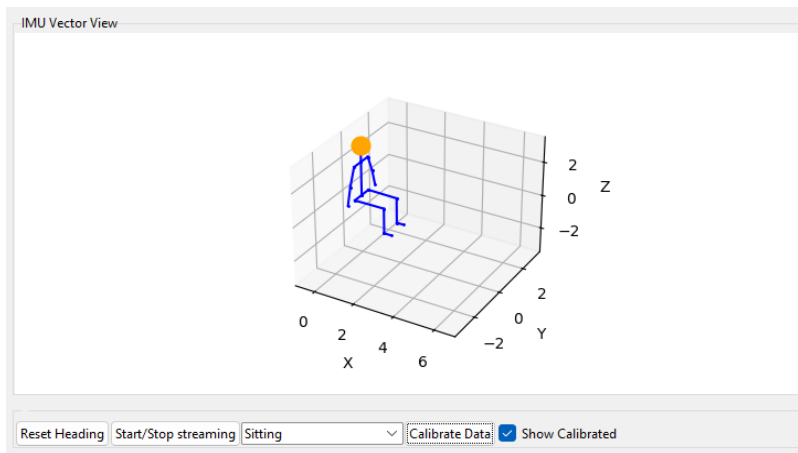 IMU Vector View
2
0
−2
Z
2
0
−2
Y
0
2
4
6
X
Reset Heading
Start/Stop streaming
Sitting
Calibrate Data
Show Calibrated